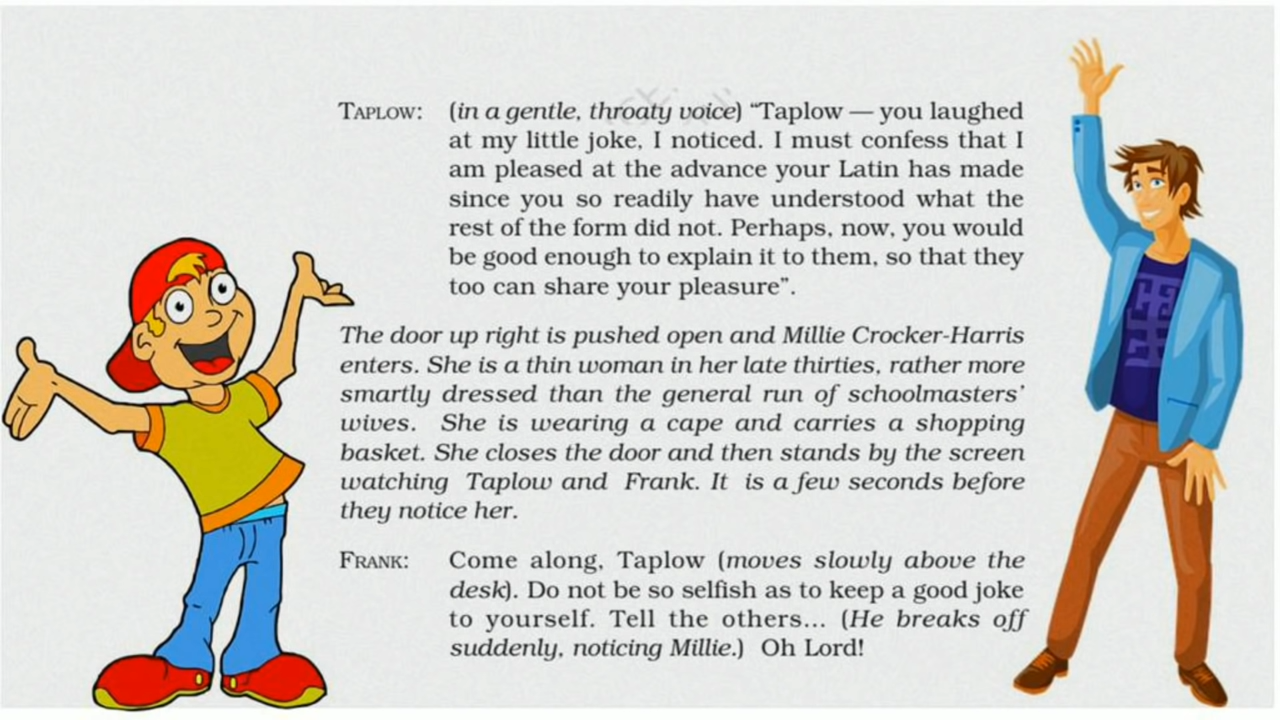 TAPLOW: (in a gentle, throaty voice) “Taplow — you laughed
at my little joke, I noticed. I must confess that I
am pleased at the advance your Latin has made
since you so readily have understood what the
rest of the form did not. Perhaps, now, you would
be good enough to explain it to them, so that they
too can share your pleasure”.
The door up right is pushed open and Millie Crocker-Harris
enters. She is a thin woman in her late thirties, rather more
smartly dressed than the general run of schoolmasters’
wives. She is wearing a cape and carries a shopping
basket. She closes the door and then stands by the screen
watching Taplow and Frank. It is a few seconds before
they notice her.
FRANK: Come along, Taplow (moves slowly above the
desk). Do not be so selfish as to keep a good joke
to yourself. Tell the others... (He breaks off
suddenly, noticing Millie.) Oh Lord!